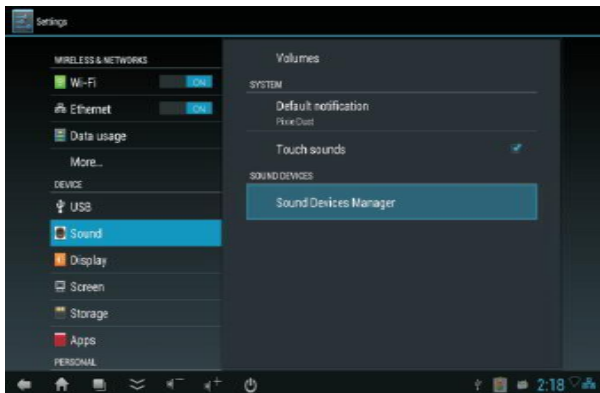 Settings
WIRELESS & NETWORKS
Wi-Fi ON
Ethernet ON
Data usage
More...
DEVICE
USB
Sound
Display
Screen
Storage
Apps
PERSONAL
Volumes
SYSTEM
Default notification
Pixie Dust
Touch sounds
SOUND DEVICES
Sound Devices Manager
2:18